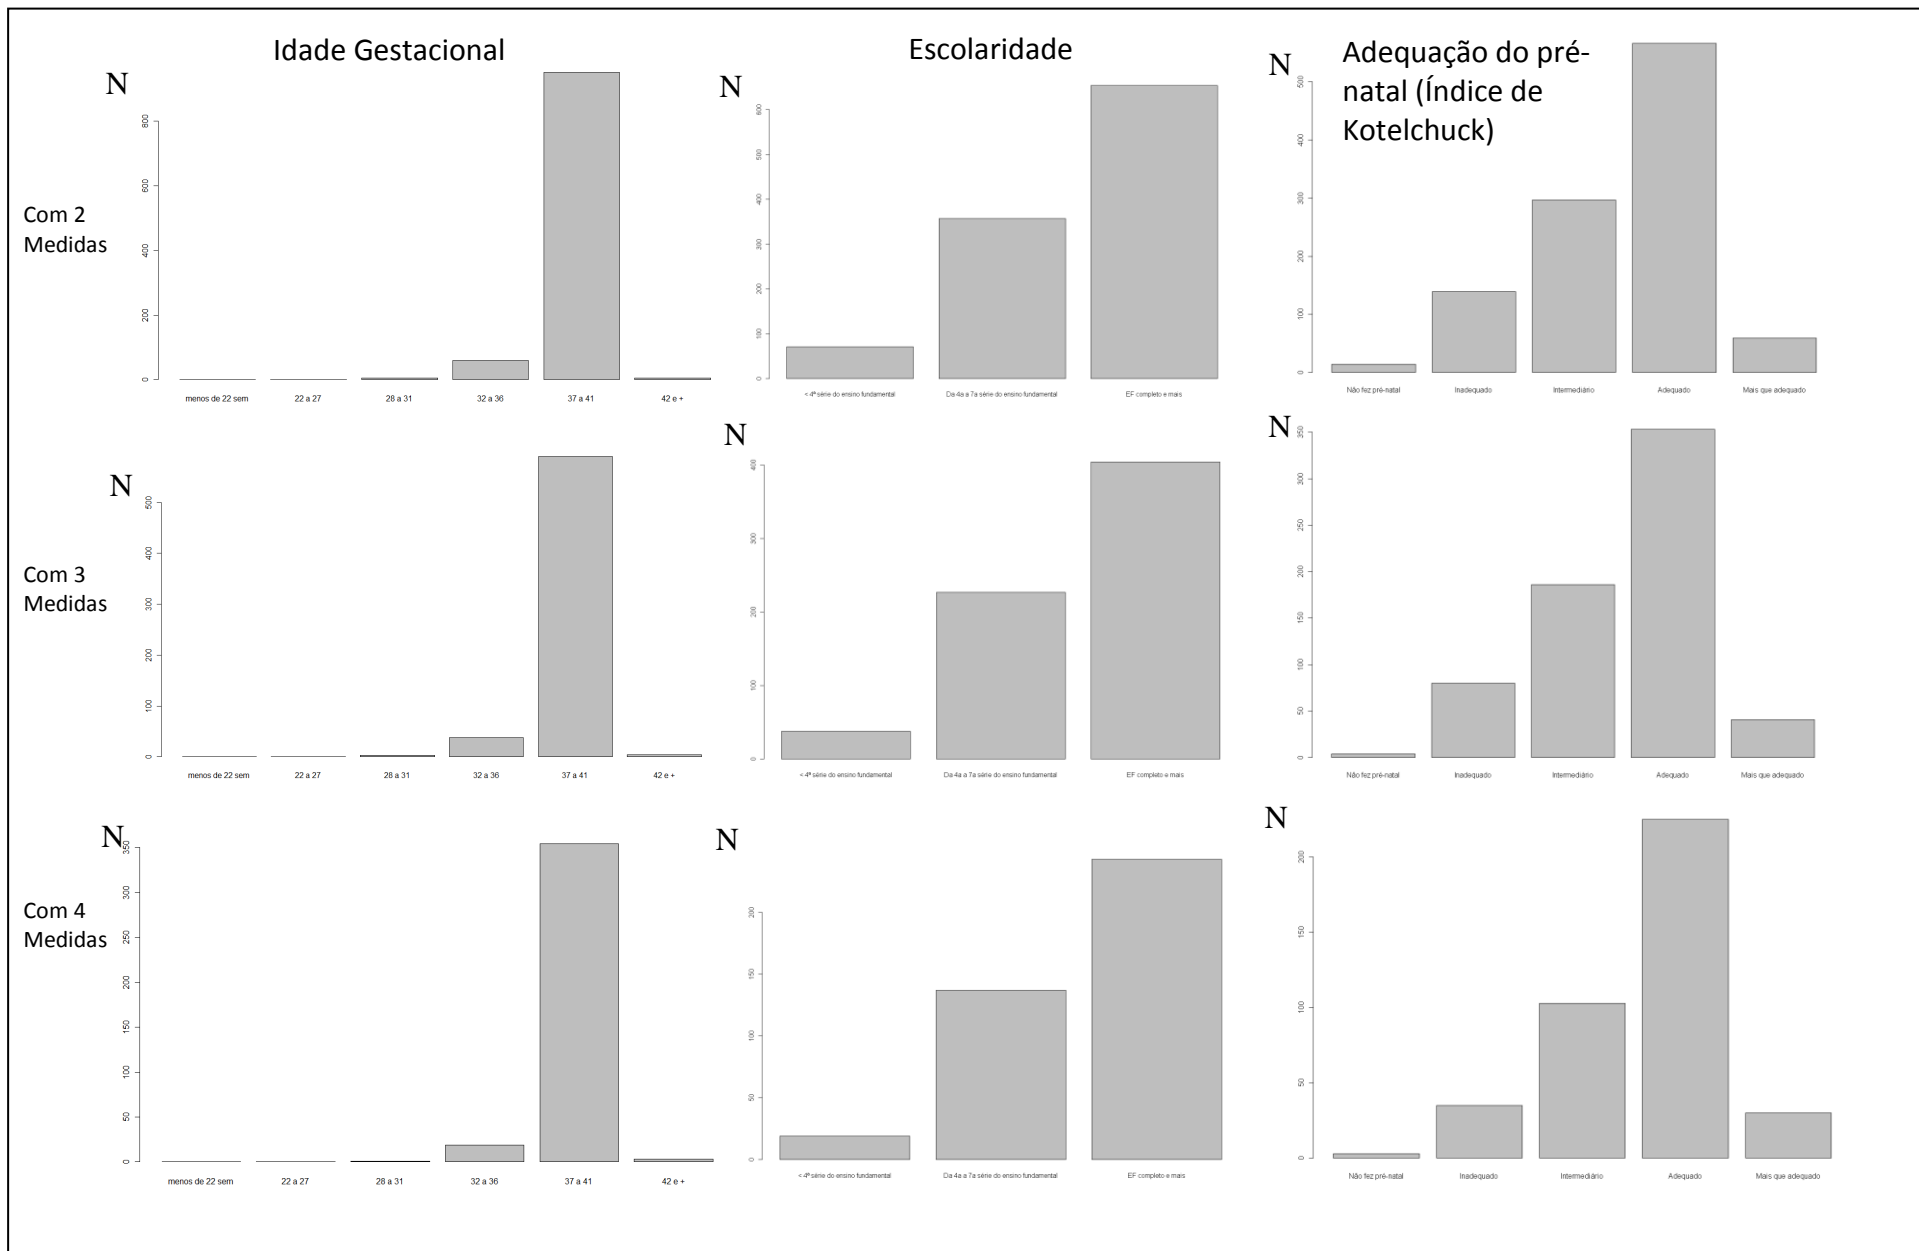 Idade Gestacional
Escolaridade
Adequação do pré-
natal (Índice de
Kotelchuck)
Com 2
Medidas
N
0
200
400
600
800
menos de 22 sem
22 a 27
28 a 31
32 a 36
37 a 41
42 e +
N
0
100
200
300
400
500
600
< 4ª série do ensino fundamental
Da 4a a 7a série do ensino fundamental
EF completo e mais
N
0
100
200
300
400
500
Não fez pré-natal
Inadequado
Intermediário
Adequado
Mais que adequado
Com 3
Medidas
N
0
100
200
300
400
500
menos de 22 sem
22 a 27
28 a 31
32 a 36
37 a 41
42 e +
N
0
100
200
300
400
< 4ª série do ensino fundamental
Da 4a a 7a série do ensino fundamental
EF completo e mais
N
0
50
100
150
200
250
300
350
Não fez pré-natal
Inadequado
Intermediário
Adequado
Mais que adequado
Com 4
Medidas
N
0
50
100
150
200
250
300
350
menos de 22 sem
22 a 27
28 a 31
32 a 36
37 a 41
42 e +
N
0
50
100
150
200
< 4ª série do ensino fundamental
Da 4a a 7a série do ensino fundamental
EF completo e mais
N
0
50
100
150
200
Não fez pré-natal
Inadequado
Intermediário
Adequado
Mais que adequado